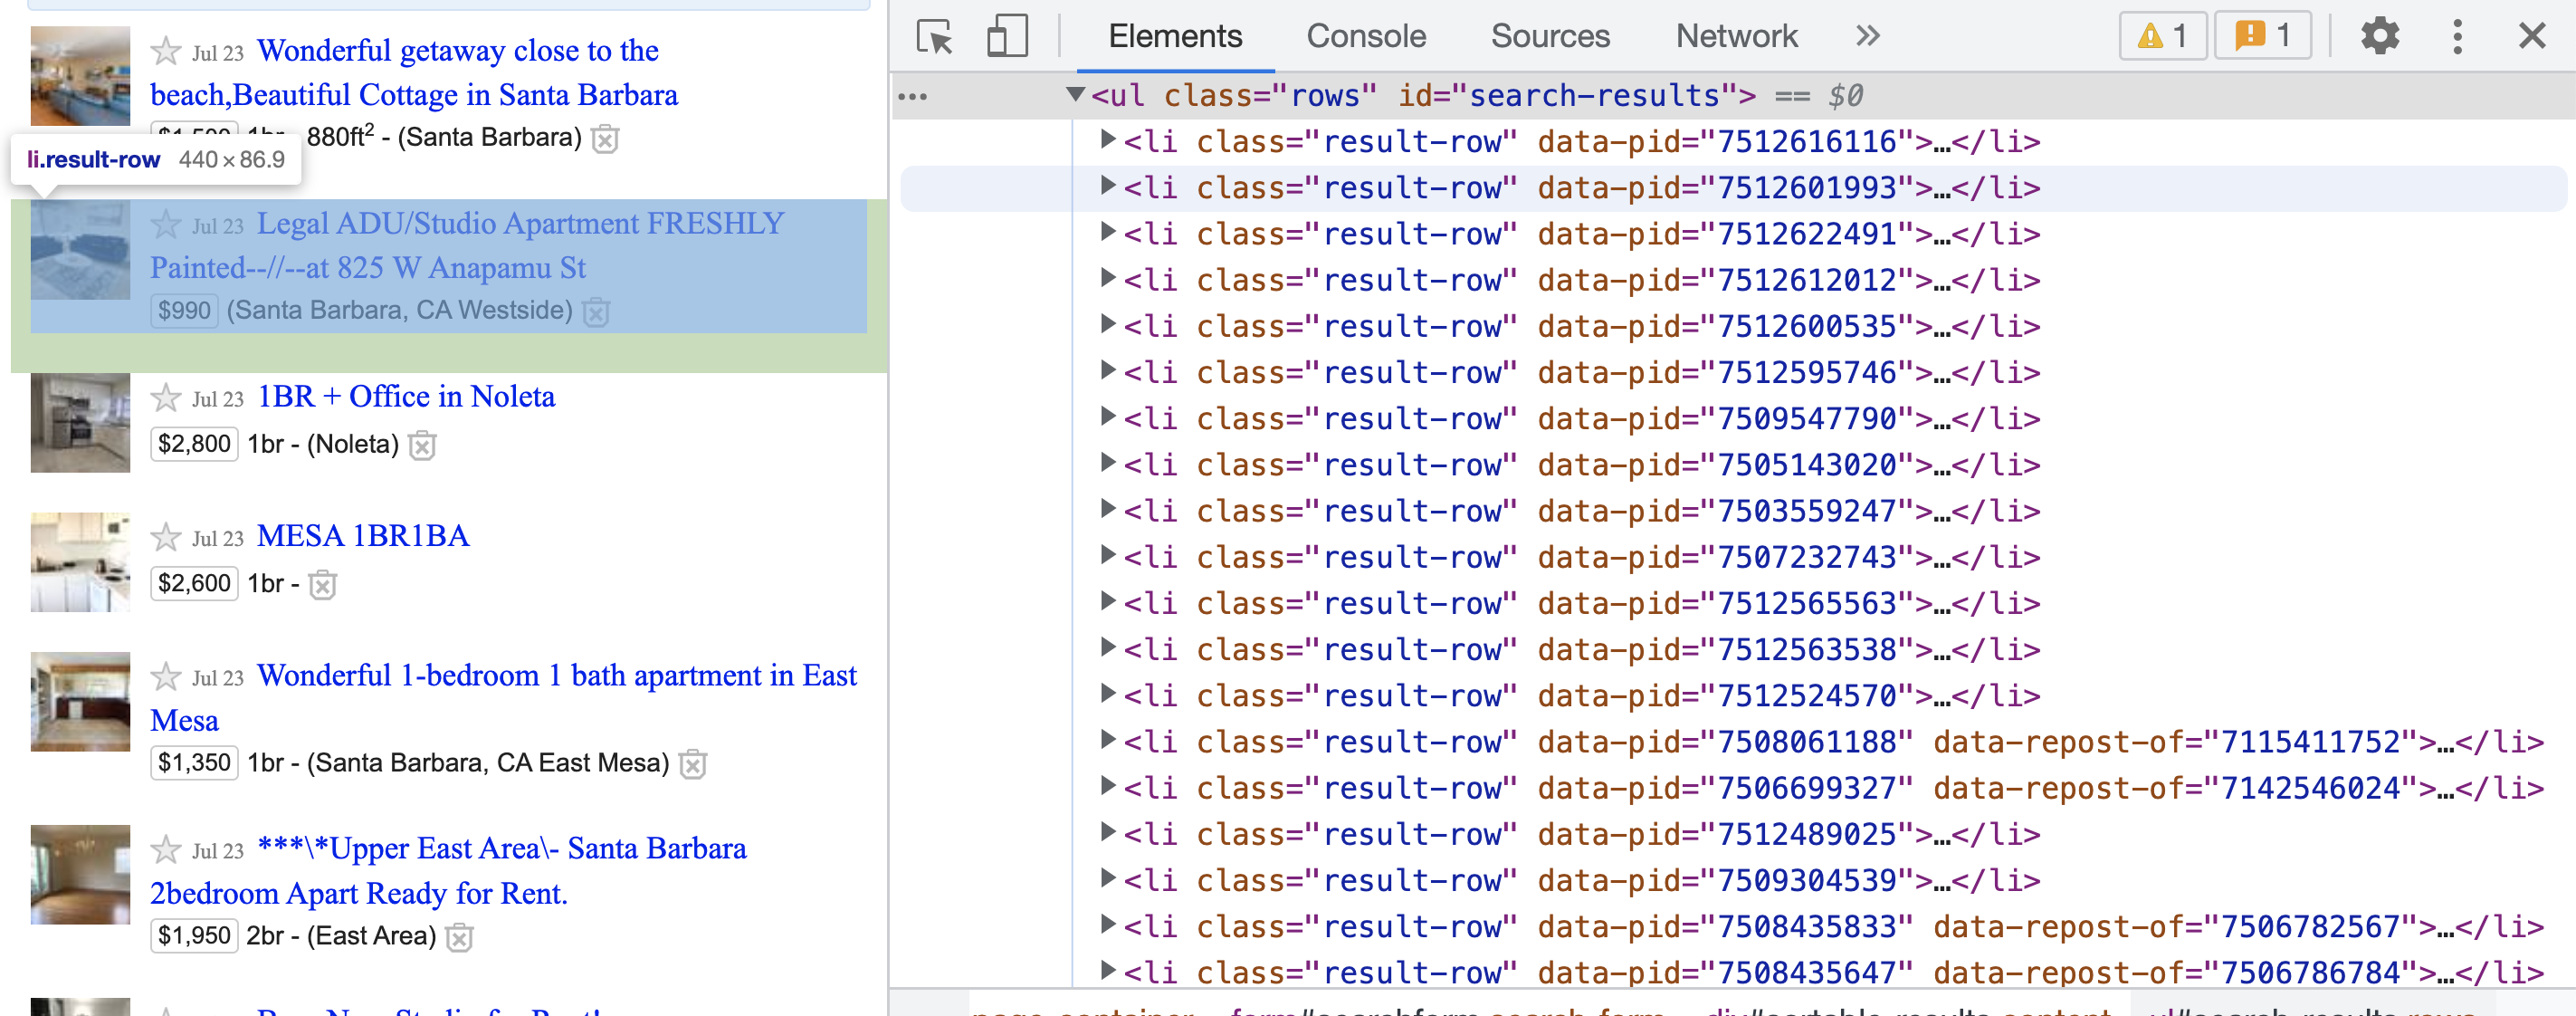 Jul 23 Wonderful getaway close to the
beach,Beautiful Cottage in Santa Barbara
$1,500 1br 880ft² - (Santa Barbara)
li.result-row 440 × 86.9
Jul 23 Legal ADU/Studio Apartment FRESHLY
Painted--//--at 825 W Anapamu St
$990 (Santa Barbara, CA Westside)
Jul 23 1BR + Office in Noleta
$2,800 1br - (Noleta)
Jul 23 MESA 1BR1BA
$2,600 1br -
Jul 23 Wonderful 1-bedroom 1 bath apartment in East
Mesa
$1,350 1br - (Santa Barbara, CA East Mesa)
Jul 23 ***\*Upper East Area\- Santa Barbara
2bedroom Apart Ready for Rent.
$1,950 2br - (East Area)
Elements Console Sources Network » 1 1
<ul class="rows" id="search-results"> == $0
<li class="result-row" data-pid="7512616116">…</li>
<li class="result-row" data-pid="7512601993">…</li>
<li class="result-row" data-pid="7512622491">…</li>
<li class="result-row" data-pid="7512612012">…</li>
<li class="result-row" data-pid="7512600535">…</li>
<li class="result-row" data-pid="7512595746">…</li>
<li class="result-row" data-pid="7509547790">…</li>
<li class="result-row" data-pid="7505143020">…</li>
<li class="result-row" data-pid="7503559247">…</li>
<li class="result-row" data-pid="7507232743">…</li>
<li class="result-row" data-pid="7512565563">…</li>
<li class="result-row" data-pid="7512563538">…</li>
<li class="result-row" data-pid="7512524570">…</li>
<li class="result-row" data-pid="7508061188" data-repost-of="7115411752">…</li>
<li class="result-row" data-pid="7506699327" data-repost-of="7142546024">…</li>
<li class="result-row" data-pid="7512489025">…</li>
<li class="result-row" data-pid="7509304539">…</li>
<li class="result-row" data-pid="7508435833" data-repost-of="7506782567">…</li>
<li class="result-row" data-pid="7508435647" data-repost-of="7506786784">…</li>